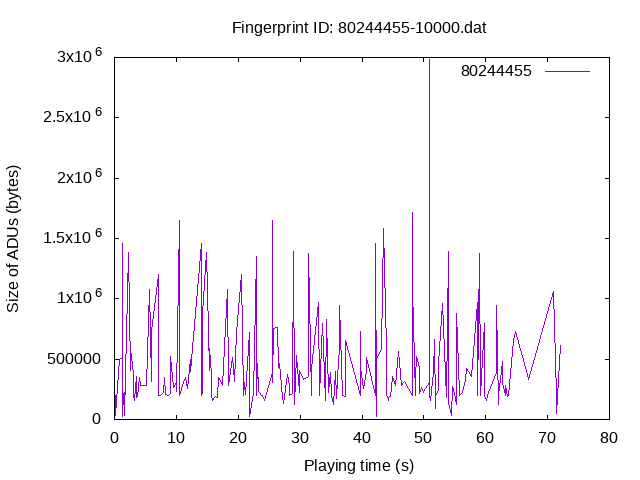 Fingerprint ID: 80244455-10000.dat
80244455
3x10^6
2.5x10^6
2x10^6
1.5x10^6
1x10^6
500000
0
Size of ADUs (bytes)
0 10 20 30 40 50 60 70 80
Playing time (s)